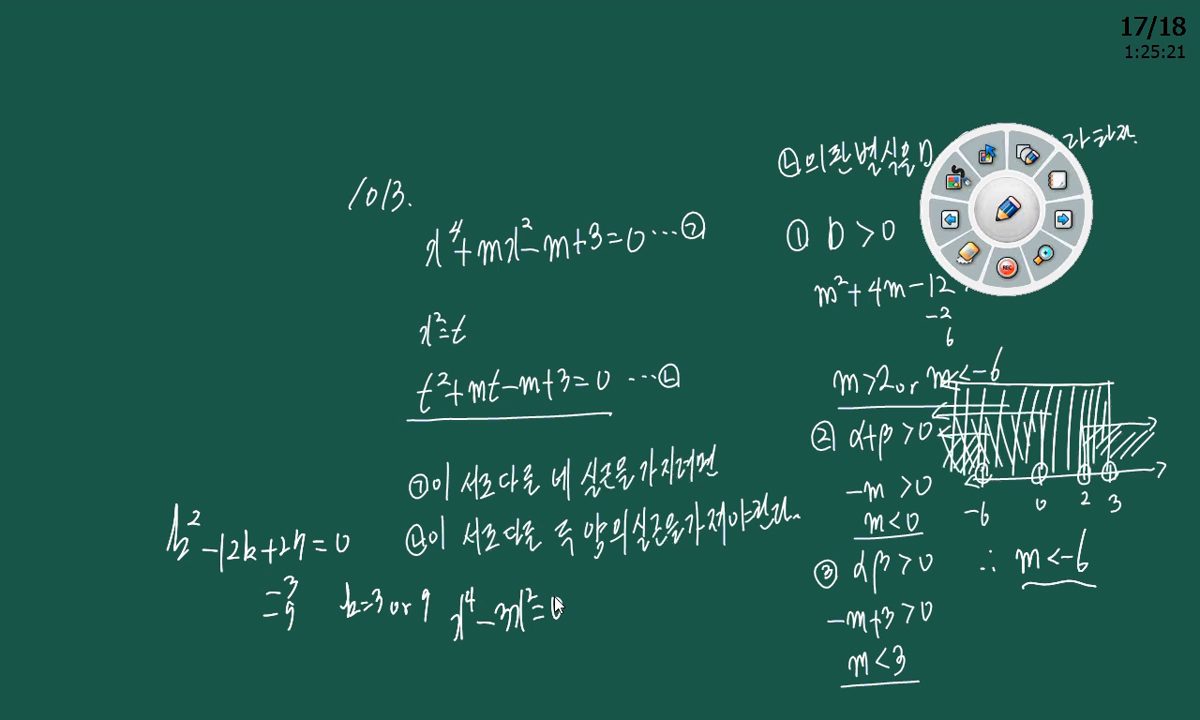 17/18
1:25:21
1013.
x⁴+mx²-m+3=0 …㉠
x²=t
t²+mt-m+3=0 …㉡
㉠이 서로다른 네 실근을 가지려면
㉡이 서로다른 두 양의실근을가져야한다.
k²-12k+27=0
-3
-9
k=3 or 9
x⁴-3x²=
㉡의판별식을 D
라하자.
① D>0
m²+4m-12
-2
6
m>2 or m<-6
② α+β>0
-m>0
m<0
③ αβ>0
-m+3>0
m<3
-6 0 2 3
∴ m<-6
REC